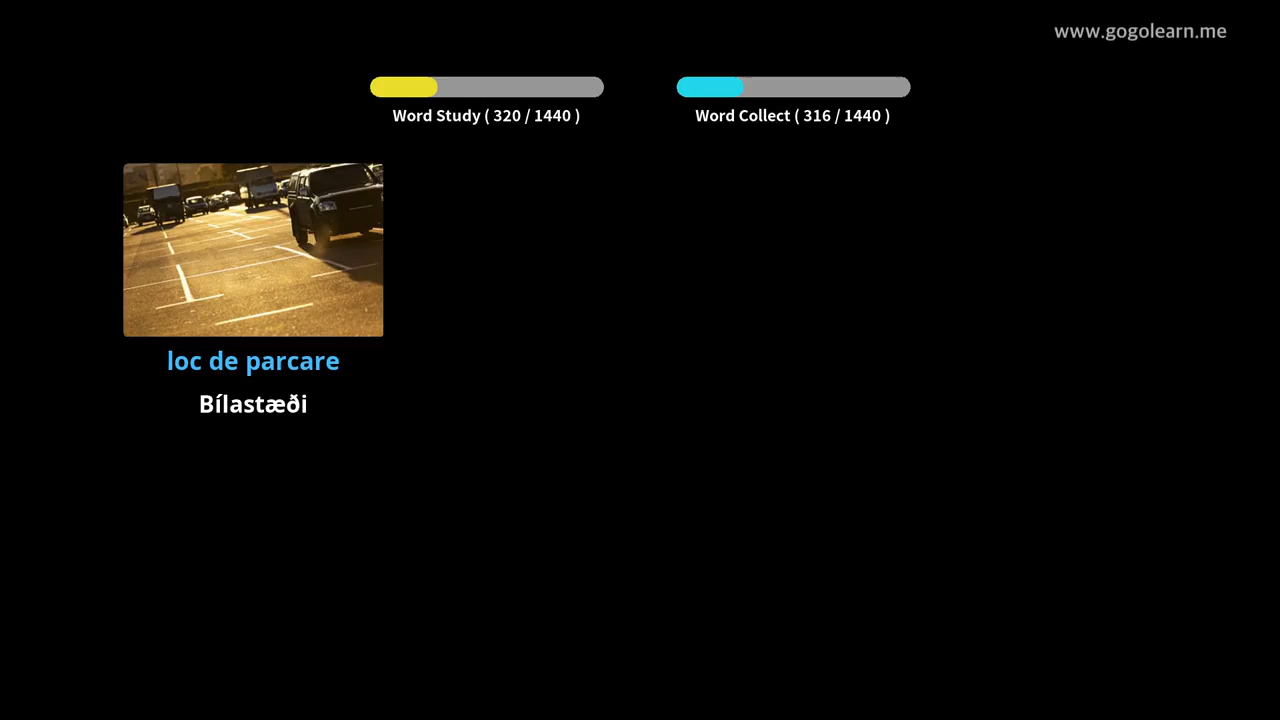 www.gogolearn.me
Word Study ( 320 / 1440 )
Word Collect ( 316 / 1440 )
loc de parcare
Bílastæði